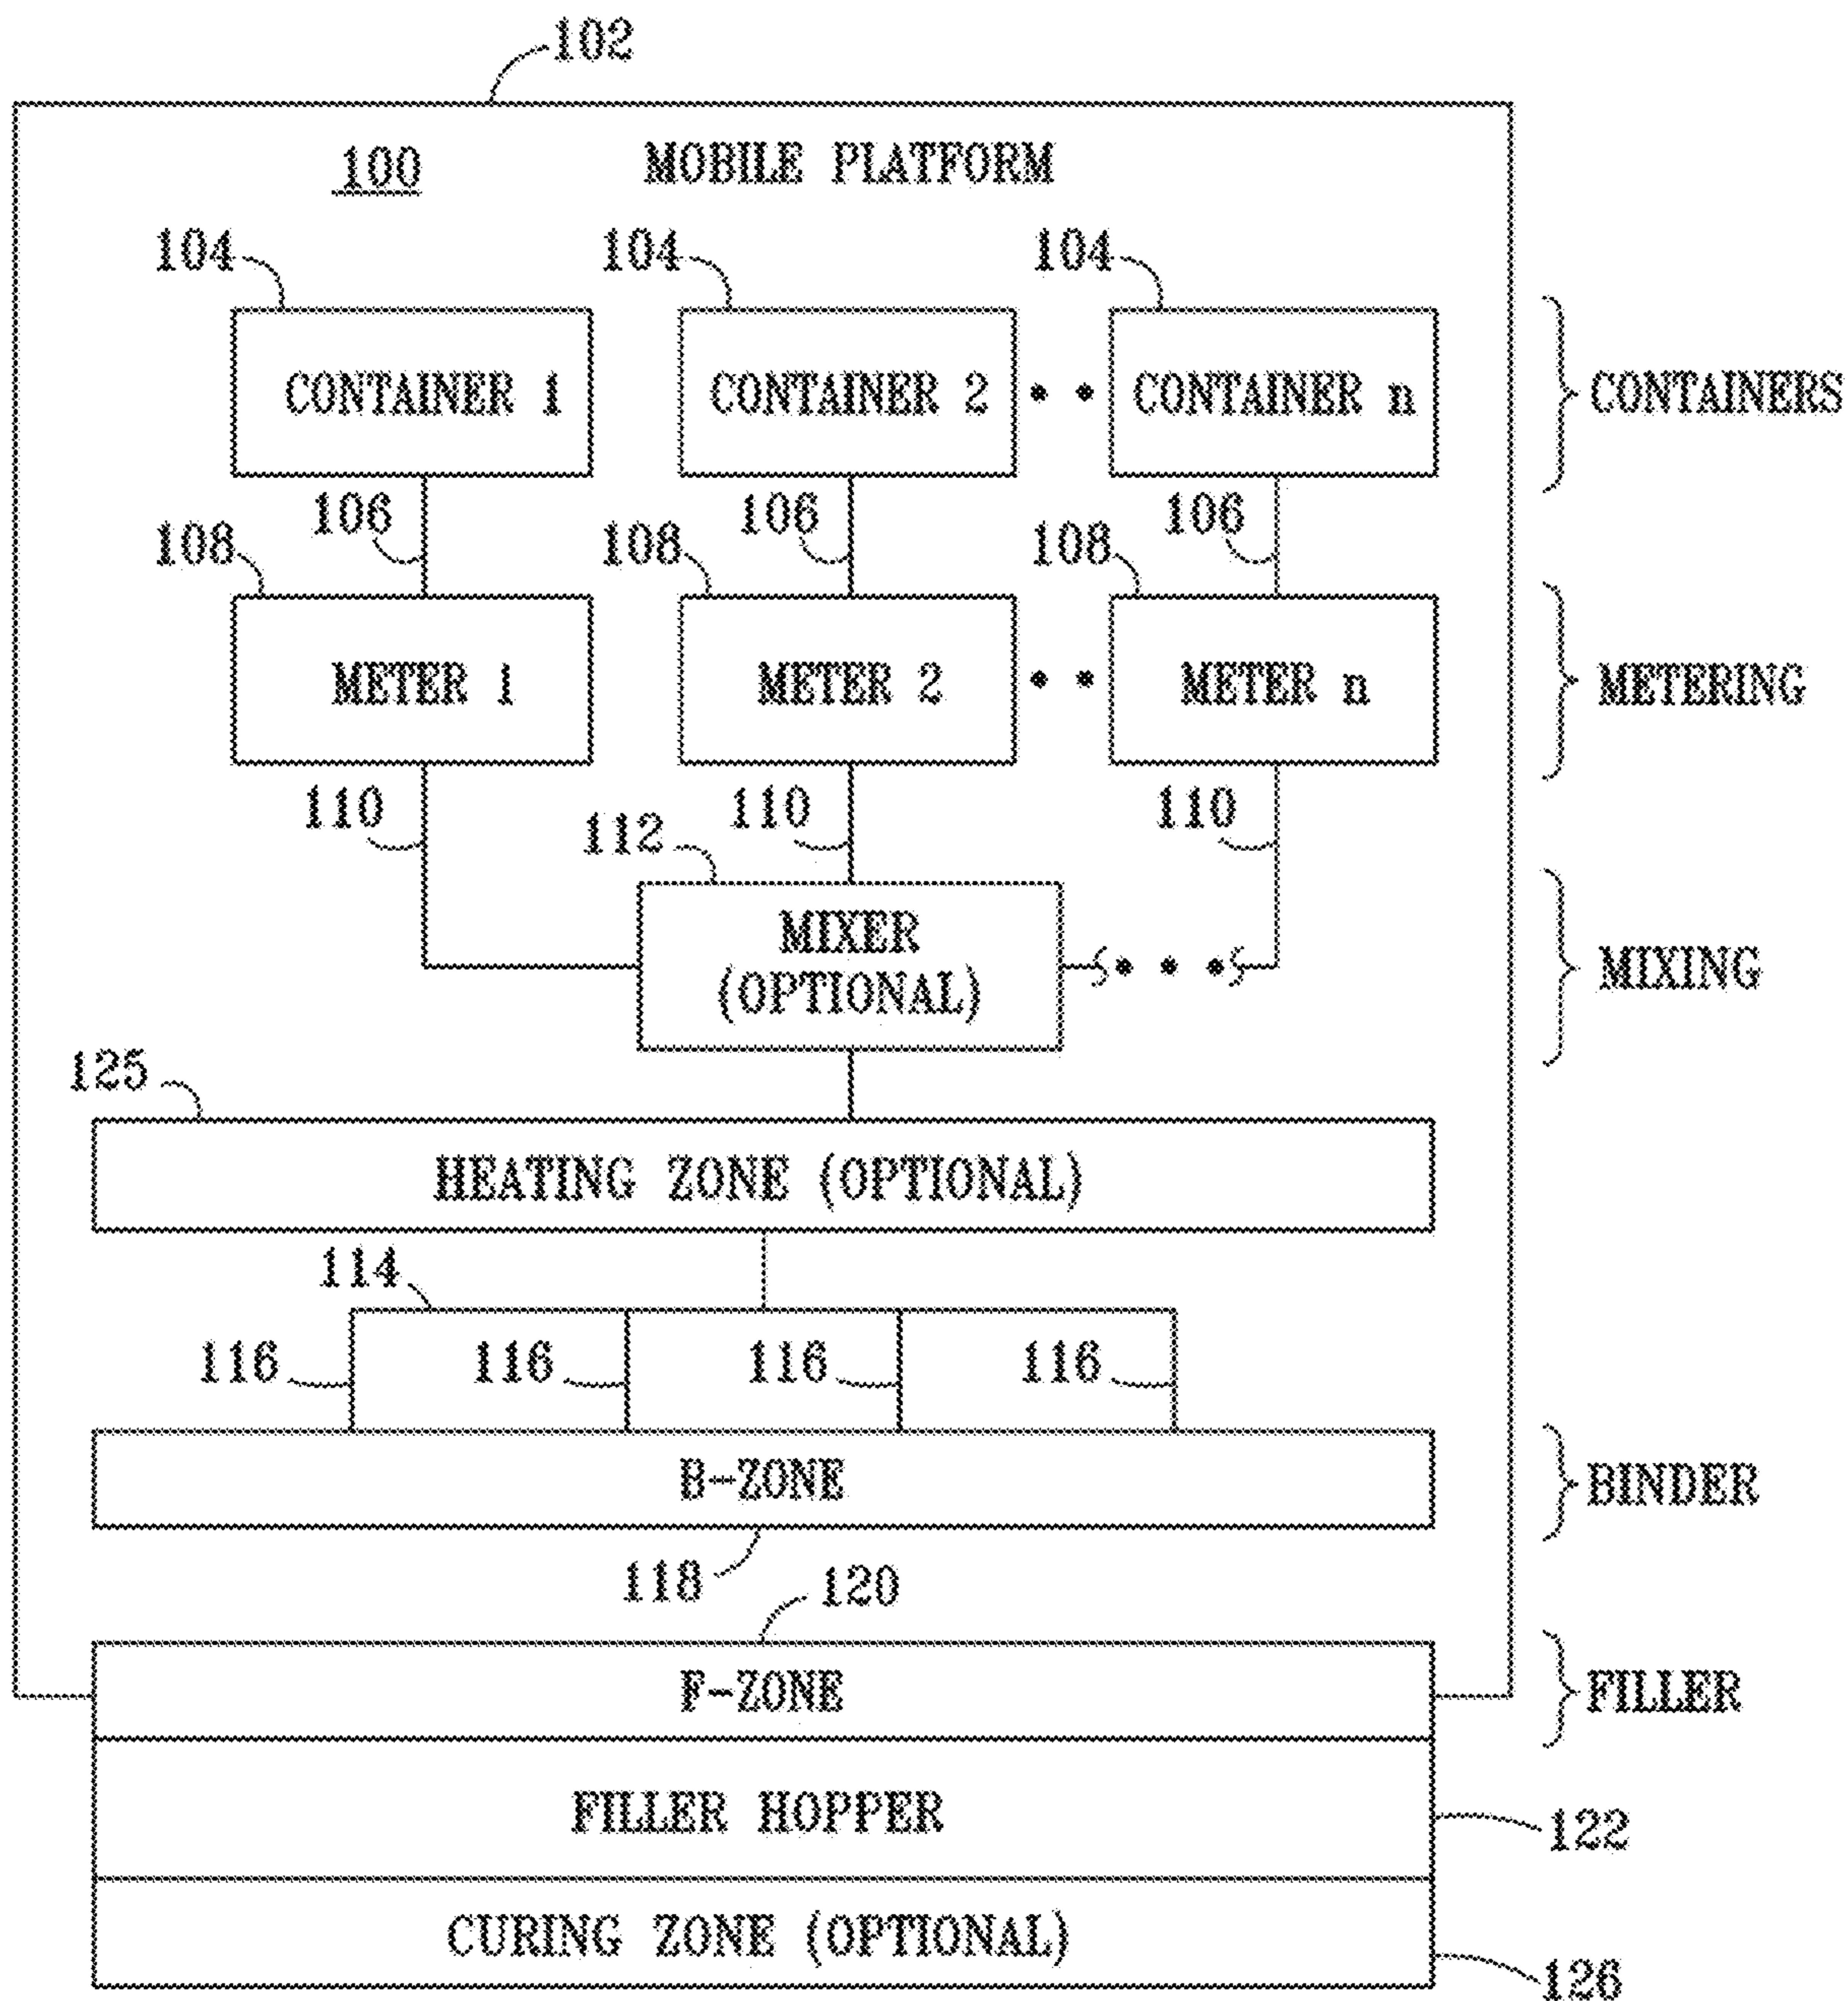 102
100
MOBILE PLATFORM
104
104
104
CONTAINER 1
CONTAINER 2
CONTAINER n
CONTAINERS
106
106
106
108
108
108
METER 1
METER 2
METER n
METERING
110
110
110
112
MIXER
(OPTIONAL)
MIXING
125
HEATING ZONE (OPTIONAL)
114
116
116
116
116
B-ZONE
BINDER
118
120
F-ZONE
FILLER
FILLER HOPPER
122
CURING ZONE (OPTIONAL)
126